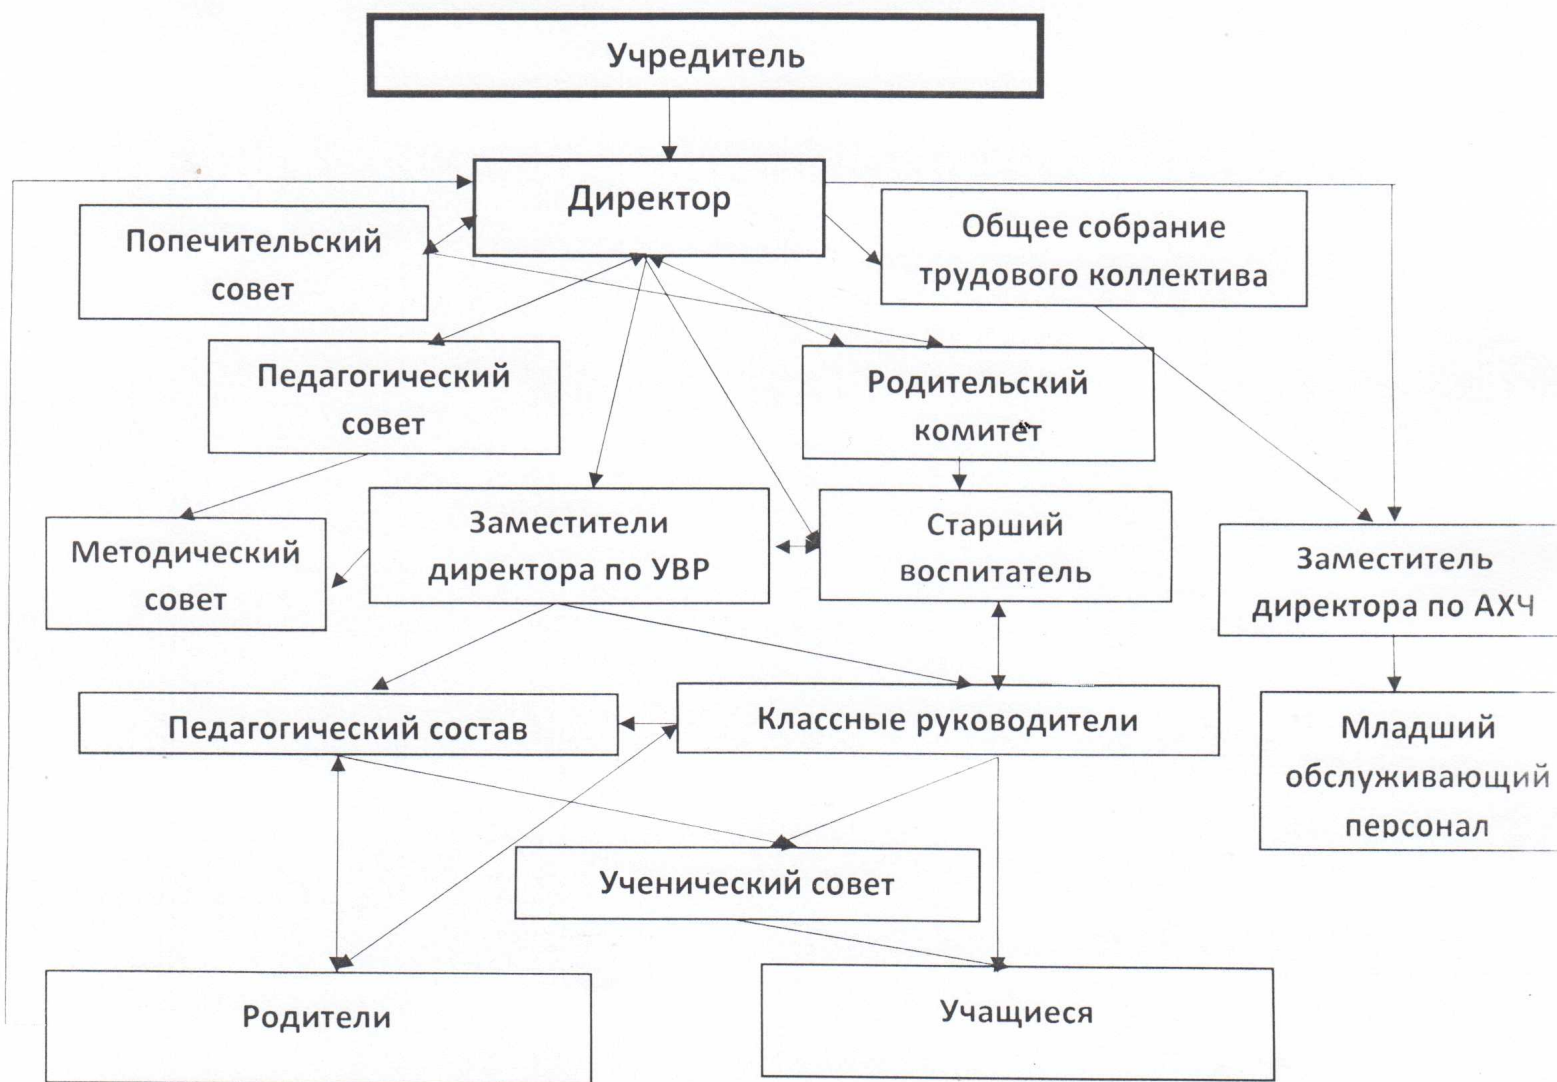 Учредитель
Директор
Попечительский
совет
Общее собрание
трудового коллектива
Педагогический
совет
Родительский
комитет
Методический
совет
Заместители
директора по УВР
Старший
воспитатель
Заместитель
директора по АХЧ
Педагогический состав
Классные руководители
Младший
обслуживающий
персонал
Ученический совет
Родители
Учащиеся